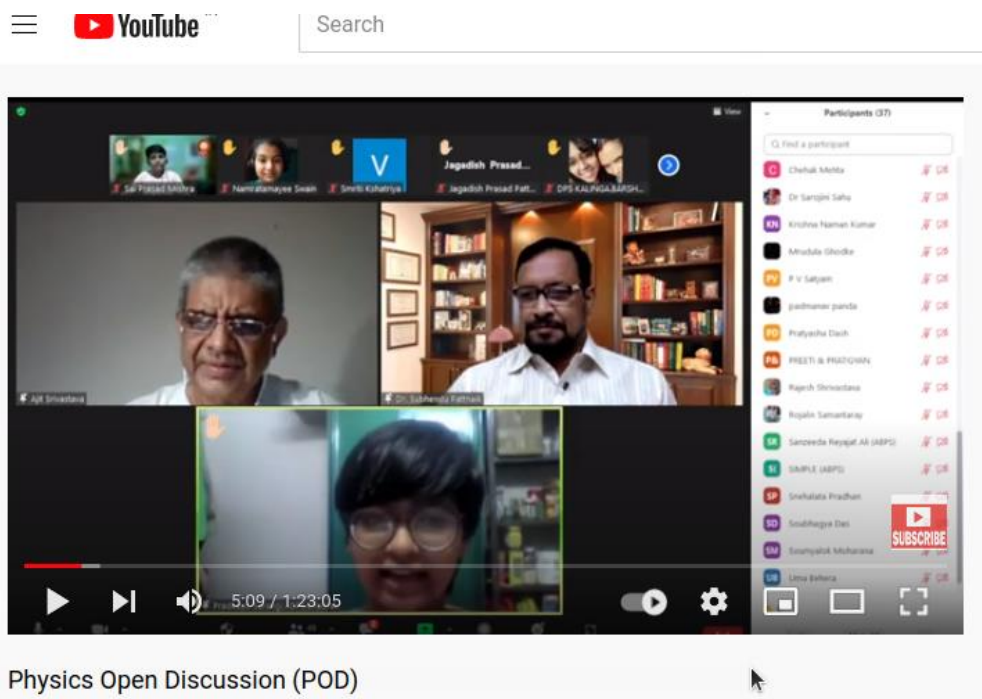 YouTube
Search
View
Participants (37)
Find a participant
Sai Prasad Mishra
Namratamayee Swain
V
Smriti Kshatriya
Jagadish Prasad...
Jagadish Prasad Patt...
DPS KALINGA,BARSH...
C Chehak Mehta
Dr Sarojini Sahu
KN Krishna Naman Kumar
Mrudula Ghodke
PV P V Satyam
padmanav panda
PD Pratyasha Dash
P& PREETI & PRATIGYAN
Rajesh Shrivastava
Rojalin Samantaray
SR Sanzeeda Reyajat Ali (ABPS)
SIMPLE (ABPS)
SP Snehalata Pradhan
SD Soubhagya Das
SM Soumyalok Moharana
UB Uma Behera
Ajit Srivastava
Dr. Subhendu Pattnaik
SUBSCRIBE
5:09 / 1:23:05
Physics Open Discussion (POD)